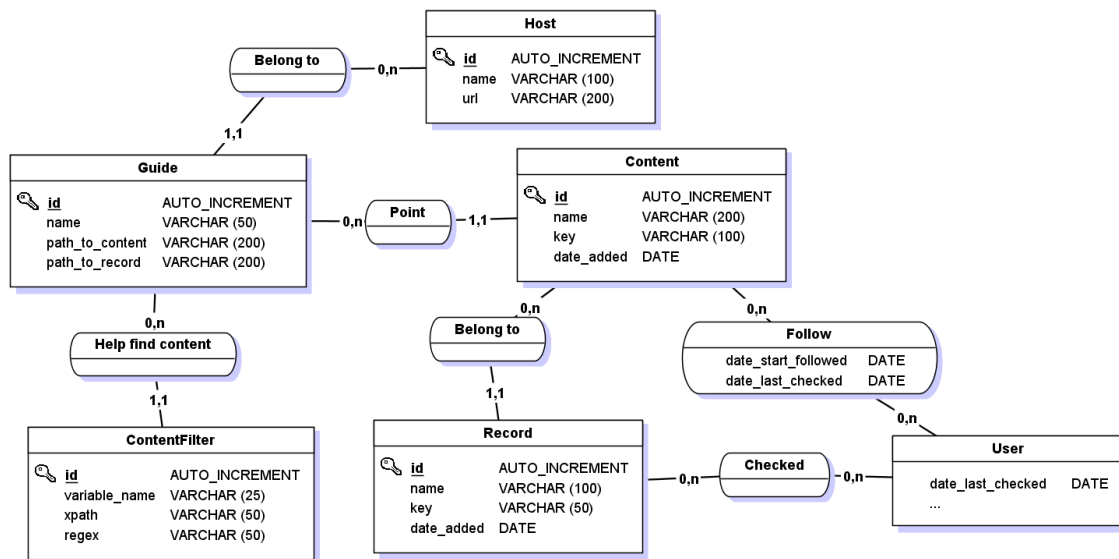 Host
id AUTO_INCREMENT
name VARCHAR (100)
url VARCHAR (200)
Belong to
0,n
1,1
Guide
id AUTO_INCREMENT
name VARCHAR (50)
path_to_content VARCHAR (200)
path_to_record VARCHAR (200)
0,n
Point
1,1
Content
id AUTO_INCREMENT
name VARCHAR (200)
key VARCHAR (100)
date_added DATE
0,n
Help find content
1,1
0,n
Belong to
1,1
0,n
Follow
date_start_followed DATE
date_last_checked DATE
0,n
ContentFilter
id AUTO_INCREMENT
variable_name VARCHAR (25)
xpath VARCHAR (50)
regex VARCHAR (50)
Record
id AUTO_INCREMENT
name VARCHAR (100)
key VARCHAR (50)
date_added DATE
0,n
Checked
0,n
User
date_last_checked DATE
...